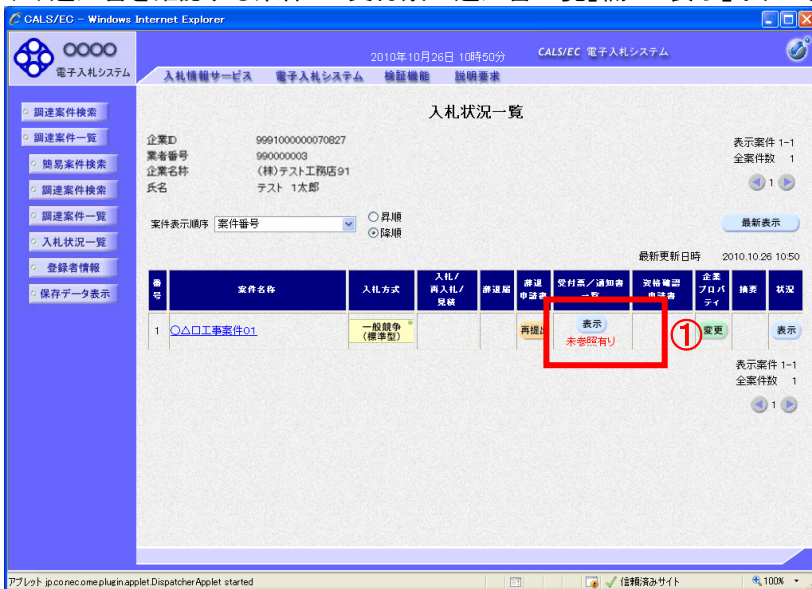 CALS/EC - Windows Internet Explorer
OOOO
電子入札システム
2010年10月26日 10時50分
CALS/EC 電子入札システム
入札情報サービス
電子入札システム
検証機能
説明要求
調達案件検索
調達案件一覧
簡易案件検索
調達案件検索
調達案件一覧
入札状況一覧
登録者情報
保存データ表示
入札状況一覧
企業ID 9991000000070827
業者番号 990000003
企業名称 (株)テスト工務店91
氏名 テスト 1太郎
表示案件 1-1
全案件数 1
1
案件表示順序 案件番号
昇順
降順
最新表示
最新更新日時 2010.10.26 10:50
番号 案件名称 入札方式 入札/再入札/見積 辞退届 辞退申請書 受付票/通知書一覧 資格確認申請書 企業プロパティ 摘要 状況
1 ○△□工事案件01 一般競争(標準型) 再提出 表示 未参照有り 変更 表示
①
表示案件 1-1
全案件数 1
1
アプレット jp.co.nec.ome.plugin.applet.DispatcherApplet started
信頼済みサイト
100%